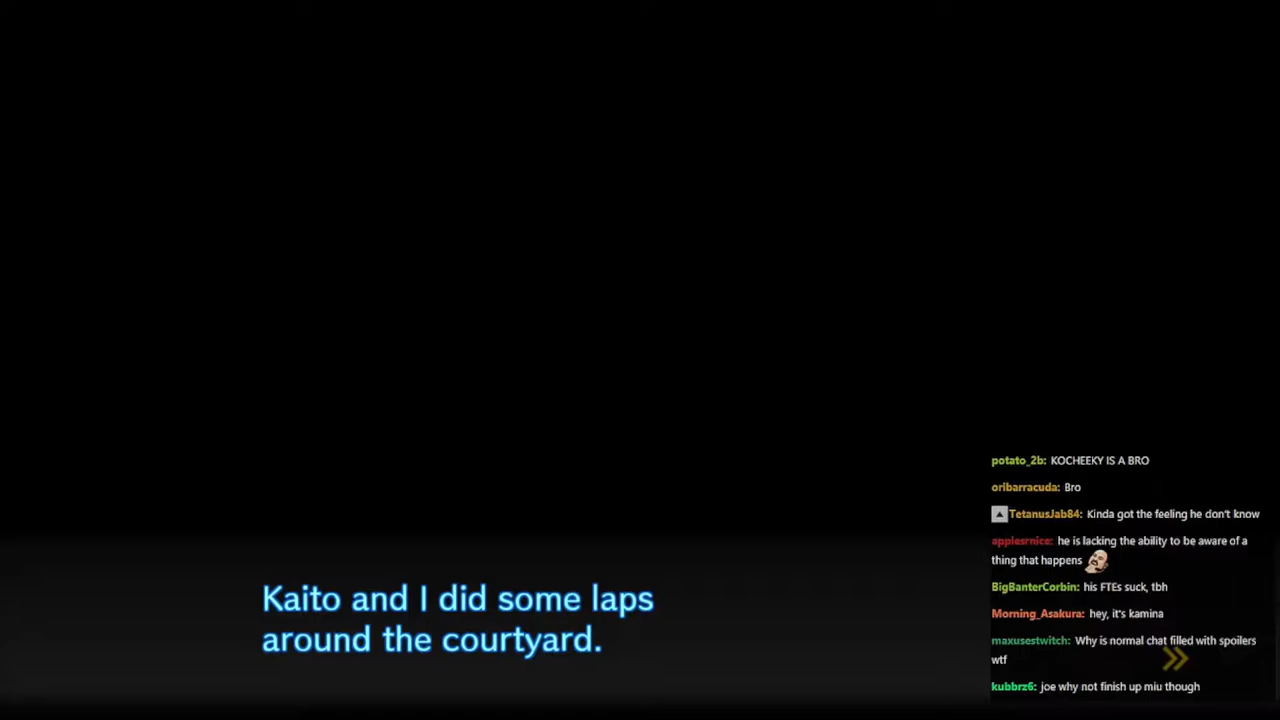 potato_2b: KOCHEEKY IS A BRO
oribarracuda: Bro
TetanusJab84: Kinda got the feeling he don't know
applesrnice: he is lacking the ability to be aware of a
thing that happens
BigBanterCorbin: his FTEs suck, tbh
Morning_Asakura: hey, it's kamina
maxusestwitch: Why is normal chat filled with spoilers
wtf
kubbrz6: joe why not finish up miu though
Kaito and I did some laps
around the courtyard.